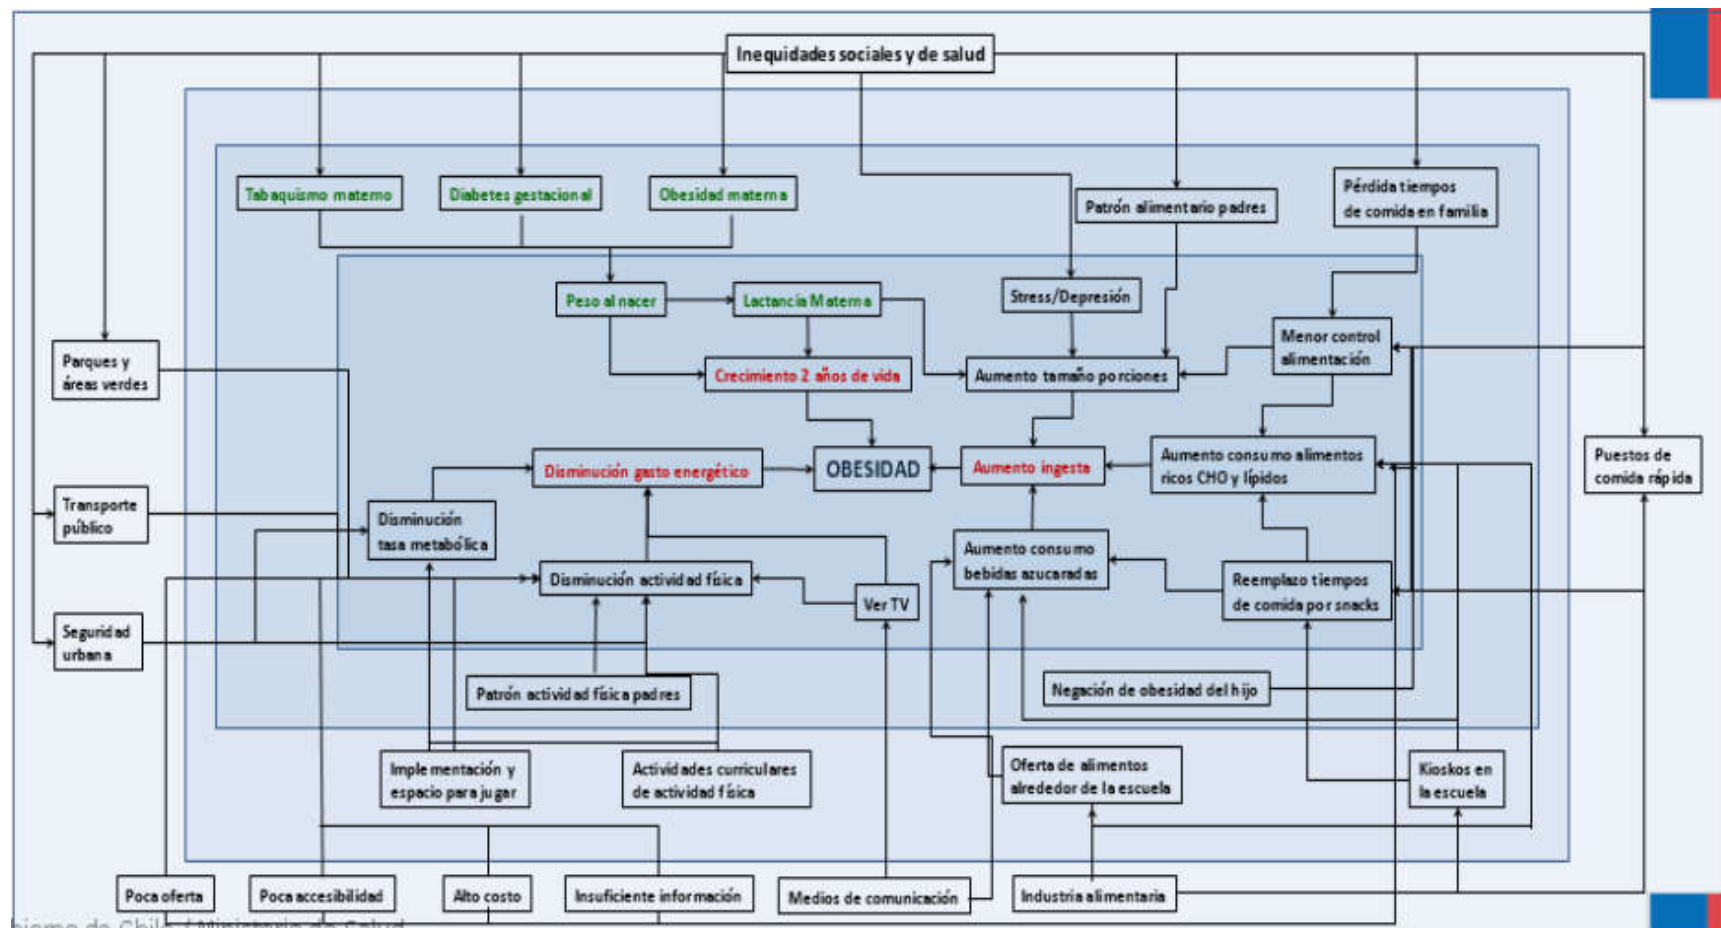 Inequidades sociales y de salud
Tabaquismo materno
Diabetes gestacional
Obesidad materna
Patrón alimentario padres
Pérdida tiempos
de comida en familia
Peso al nacer
Lactancia Materna
Stress/Depresión
Menor control
alimentación
Parques y
áreas verdes
Crecimiento 2 años de vida
Aumento tamaño porciones
Disminución gasto energético
OBESIDAD
Aumento ingesta
Aumento consumo alimentos
ricos CHO y lípidos
Puestos de
comida rápida
Transporte
público
Disminución
tasa metabólica
Disminución actividad física
Ver TV
Aumento consumo
bebidas azucaradas
Reemplazo tiempos
de comida por snacks
Seguridad
urbana
Patrón actividad física padres
Negación de obesidad del hijo
Implementación y
espacio para jugar
Actividades curriculares
de actividad física
Oferta de alimentos
alrededor de la escuela
Kioskos en
la escuela
Poca oferta
Poca accesibilidad
Alto costo
Insuficiente información
Medios de comunicación
Industria alimentaria
de Chile / Ministerio de Salud